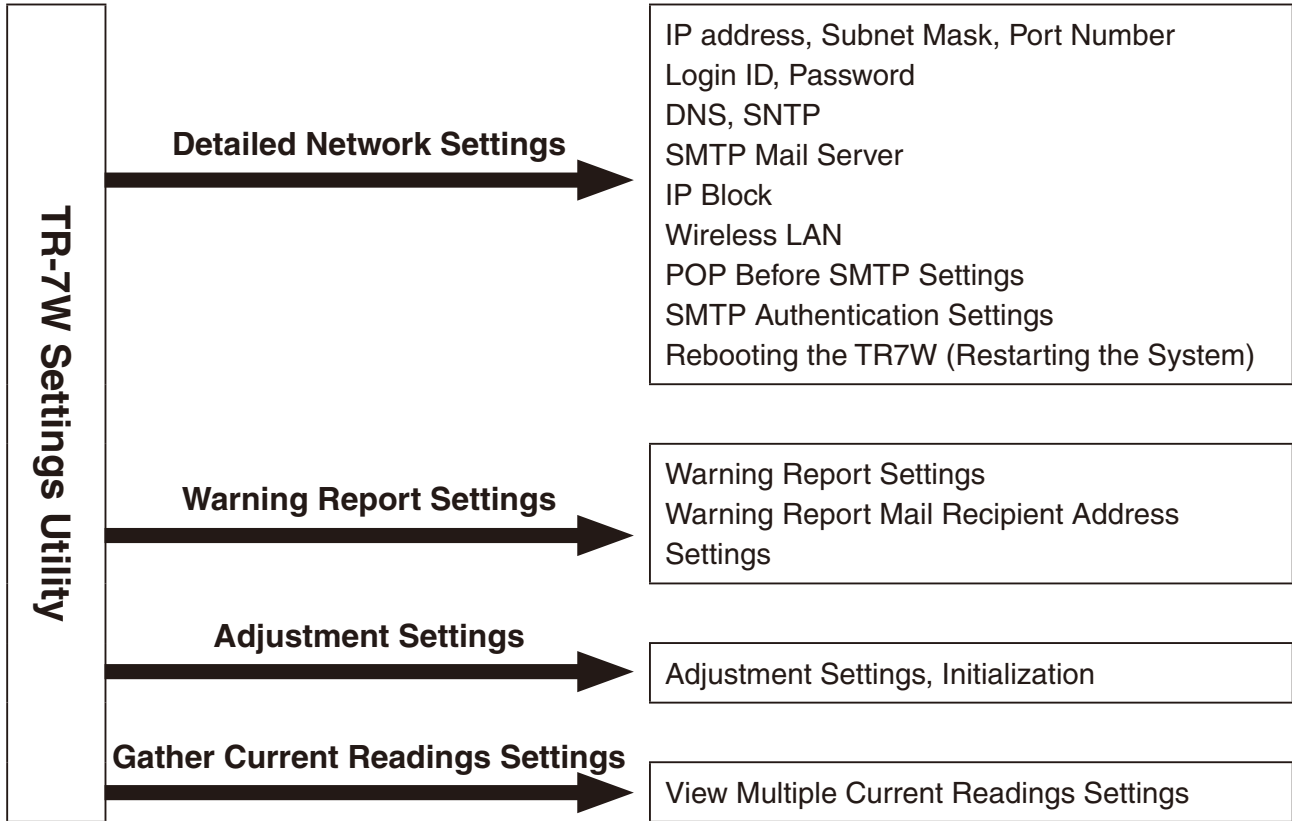 TR-7W Settings Utility
Detailed Network Settings
IP address, Subnet Mask, Port Number
Login ID, Password
DNS, SNTP
SMTP Mail Server
IP Block
Wireless LAN
POP Before SMTP Settings
SMTP Authentication Settings
Rebooting the TR7W (Restarting the System)
Warning Report Settings
Warning Report Settings
Warning Report Mail Recipient Address
Settings
Adjustment Settings
Adjustment Settings, Initialization
Gather Current Readings Settings
View Multiple Current Readings Settings